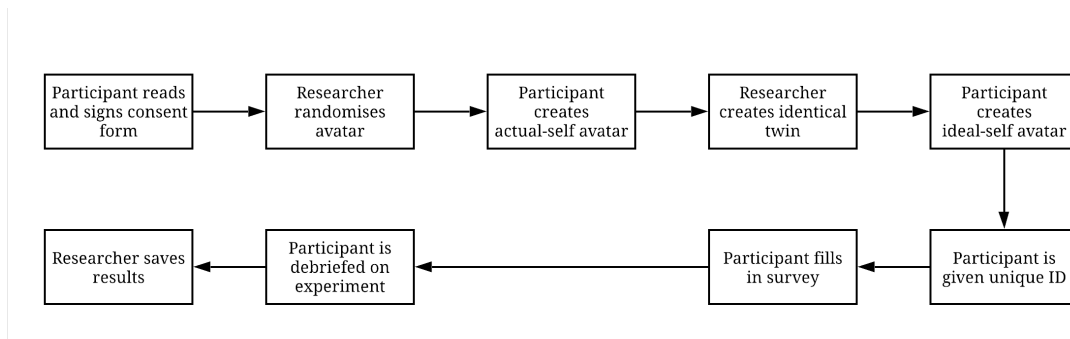 Participant reads
and signs consent
form
Researcher
randomises
avatar
Participant
creates
actual-self avatar
Researcher
creates identical
twin
Participant
creates
ideal-self avatar
Researcher saves
results
Participant is
debriefed on
experiment
Participant fills
in survey
Participant is
given unique ID